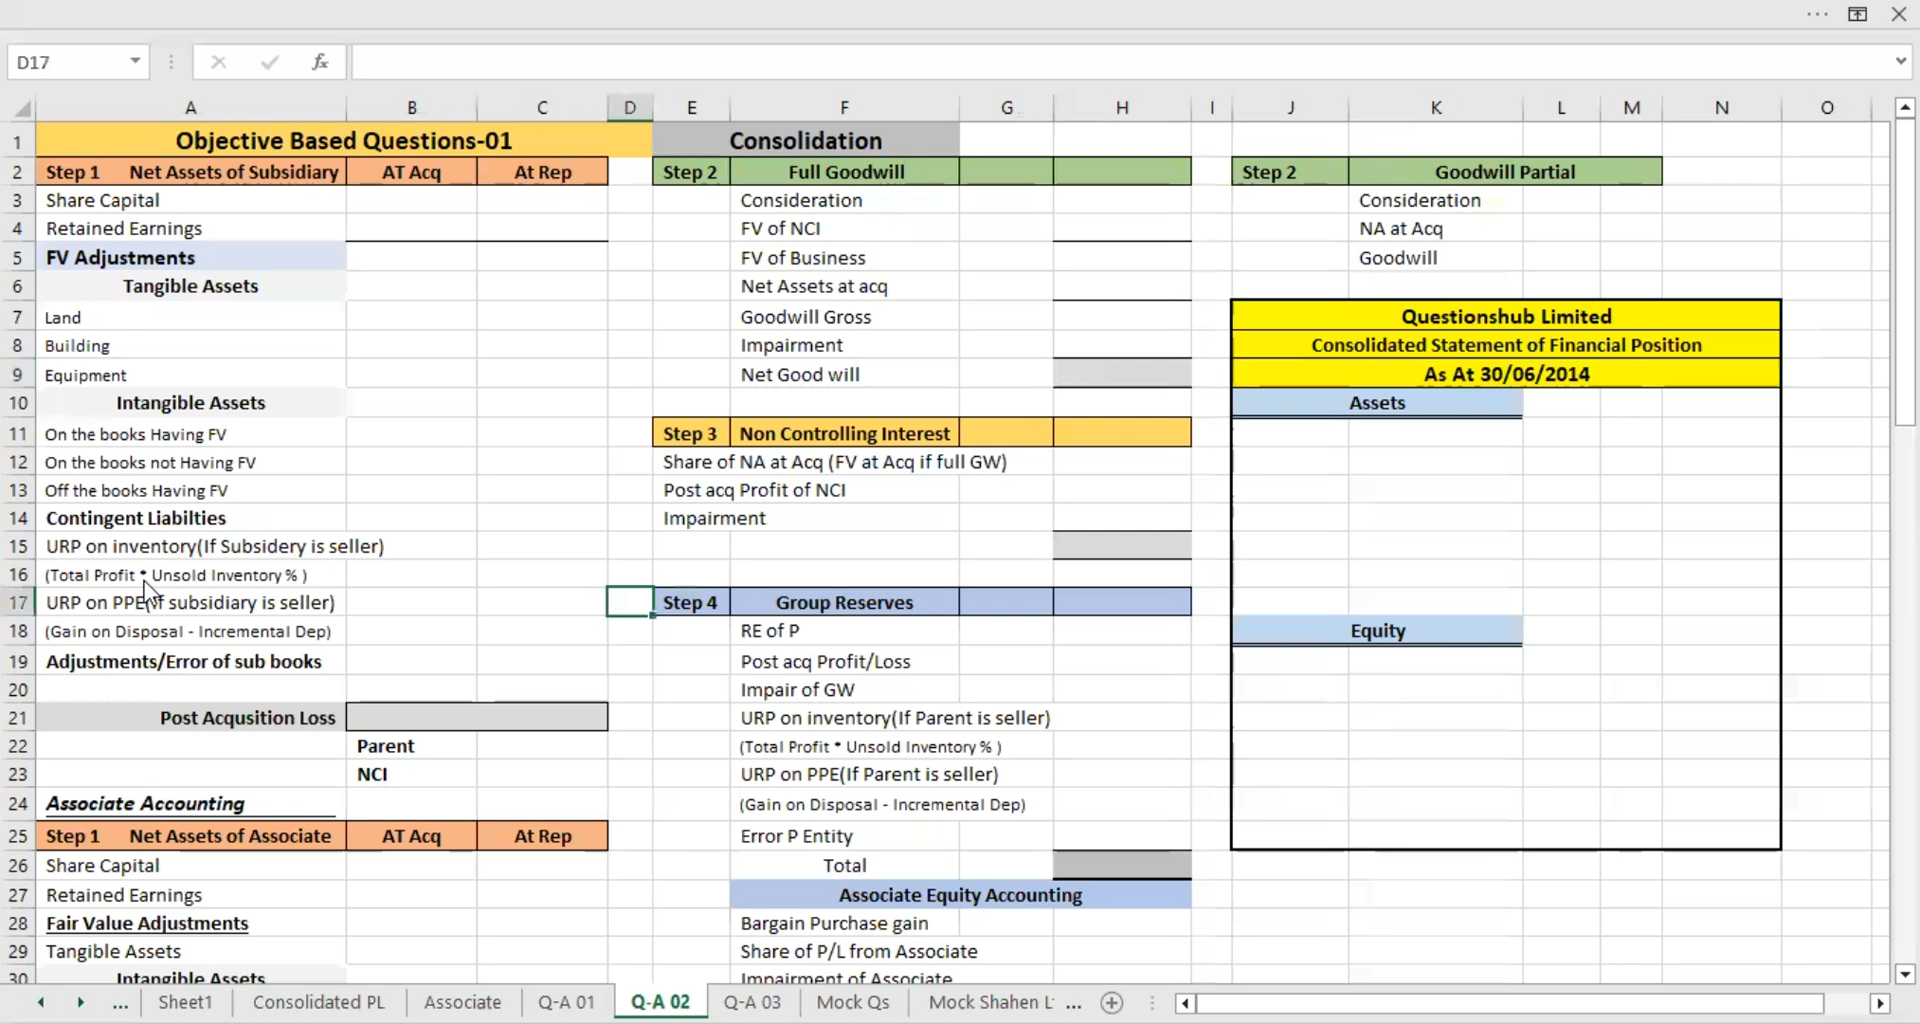 D17
fx
A B C D E F G H I J K L M N O
1 Objective Based Questions-01 Consolidation
2 Step 1 Net Assets of Subsidiary AT Acq At Rep Step 2 Full Goodwill Step 2 Goodwill Partial
3 Share Capital Consideration Consideration
4 Retained Earnings FV of NCI NA at Acq
5 FV Adjustments FV of Business Goodwill
6 Tangible Assets Net Assets at acq
7 Land Goodwill Gross Questionshub Limited
8 Building Impairment Consolidated Statement of Financial Position
9 Equipment Net Good will As At 30/06/2014
10 Intangible Assets Assets
11 On the books Having FV Step 3 Non Controlling Interest
12 On the books not Having FV Share of NA at Acq (FV at Acq if full GW)
13 Off the books Having FV Post acq Profit of NCI
14 Contingent Liabilties Impairment
15 URP on inventory(If Subsidery is seller)
16 (Total Profit * Unsold Inventory % )
17 URP on PPE(If subsidiary is seller) Step 4 Group Reserves
18 (Gain on Disposal - Incremental Dep) RE of P Equity
19 Adjustments/Error of sub books Post acq Profit/Loss
20 Impair of GW
21 Post Acqusition Loss URP on inventory(If Parent is seller)
22 Parent (Total Profit * Unsold Inventory % )
23 NCI URP on PPE(If Parent is seller)
24 Associate Accounting (Gain on Disposal - Incremental Dep)
25 Step 1 Net Assets of Associate AT Acq At Rep Error P Entity
26 Share Capital Total
27 Retained Earnings Associate Equity Accounting
28 Fair Value Adjustments Bargain Purchase gain
29 Tangible Assets Share of P/L from Associate
30 Intangible Assets Impairment of Associate
... Sheet1 Consolidated PL Associate Q-A 01 Q-A 02 Q-A 03 Mock Qs Mock Shahen L ...